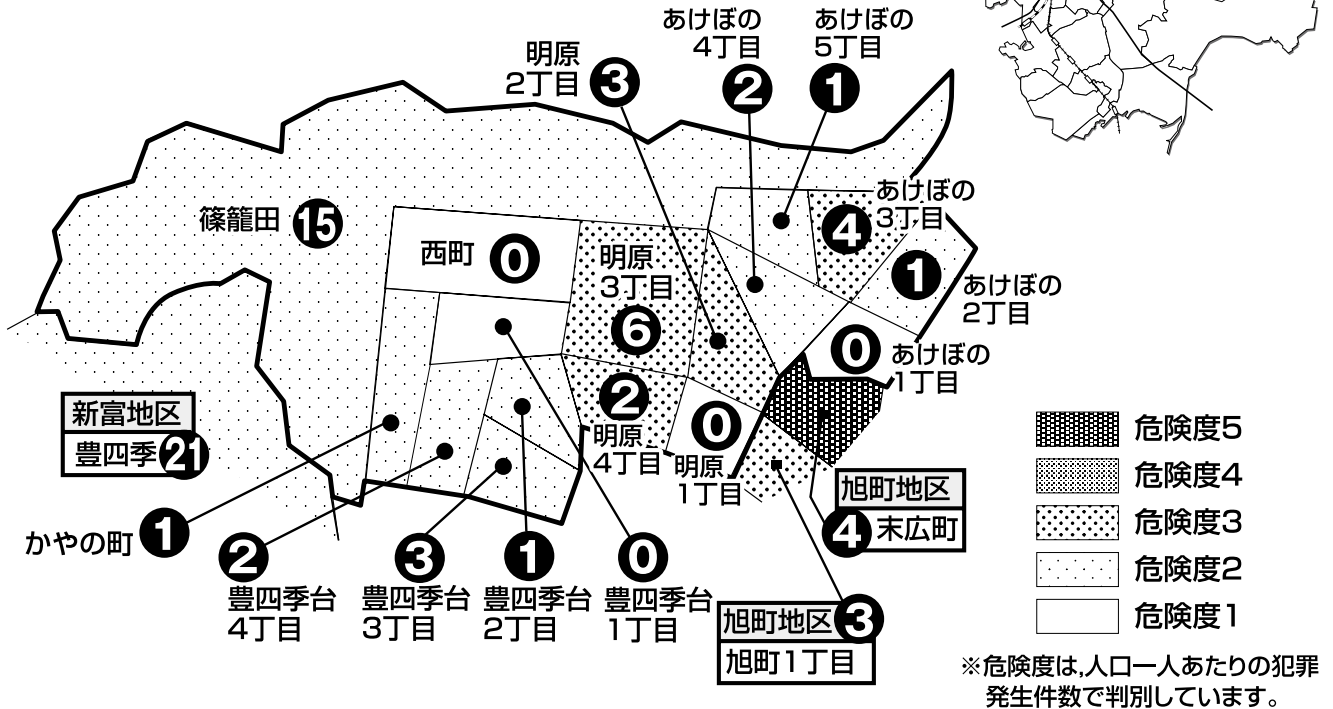 あけぼの
4丁目
2
あけぼの
5丁目
1
明原
2丁目
3
篠籠田
15
西町
0
明原
3丁目
6
あけぼの
3丁目
4
1
あけぼの
2丁目
0
あけぼの
1丁目
2
明原
4丁目
0
明原
1丁目
新富地区
豊四季
21
かやの町
1
2
豊四季台
4丁目
3
豊四季台
3丁目
1
豊四季台
2丁目
0
豊四季台
1丁目
旭町地区
4
末広町
旭町地区
3
旭町1丁目
危険度5
危険度4
危険度3
危険度2
危険度1
※危険度は,人口一人あたりの犯罪
発生件数で判別しています。